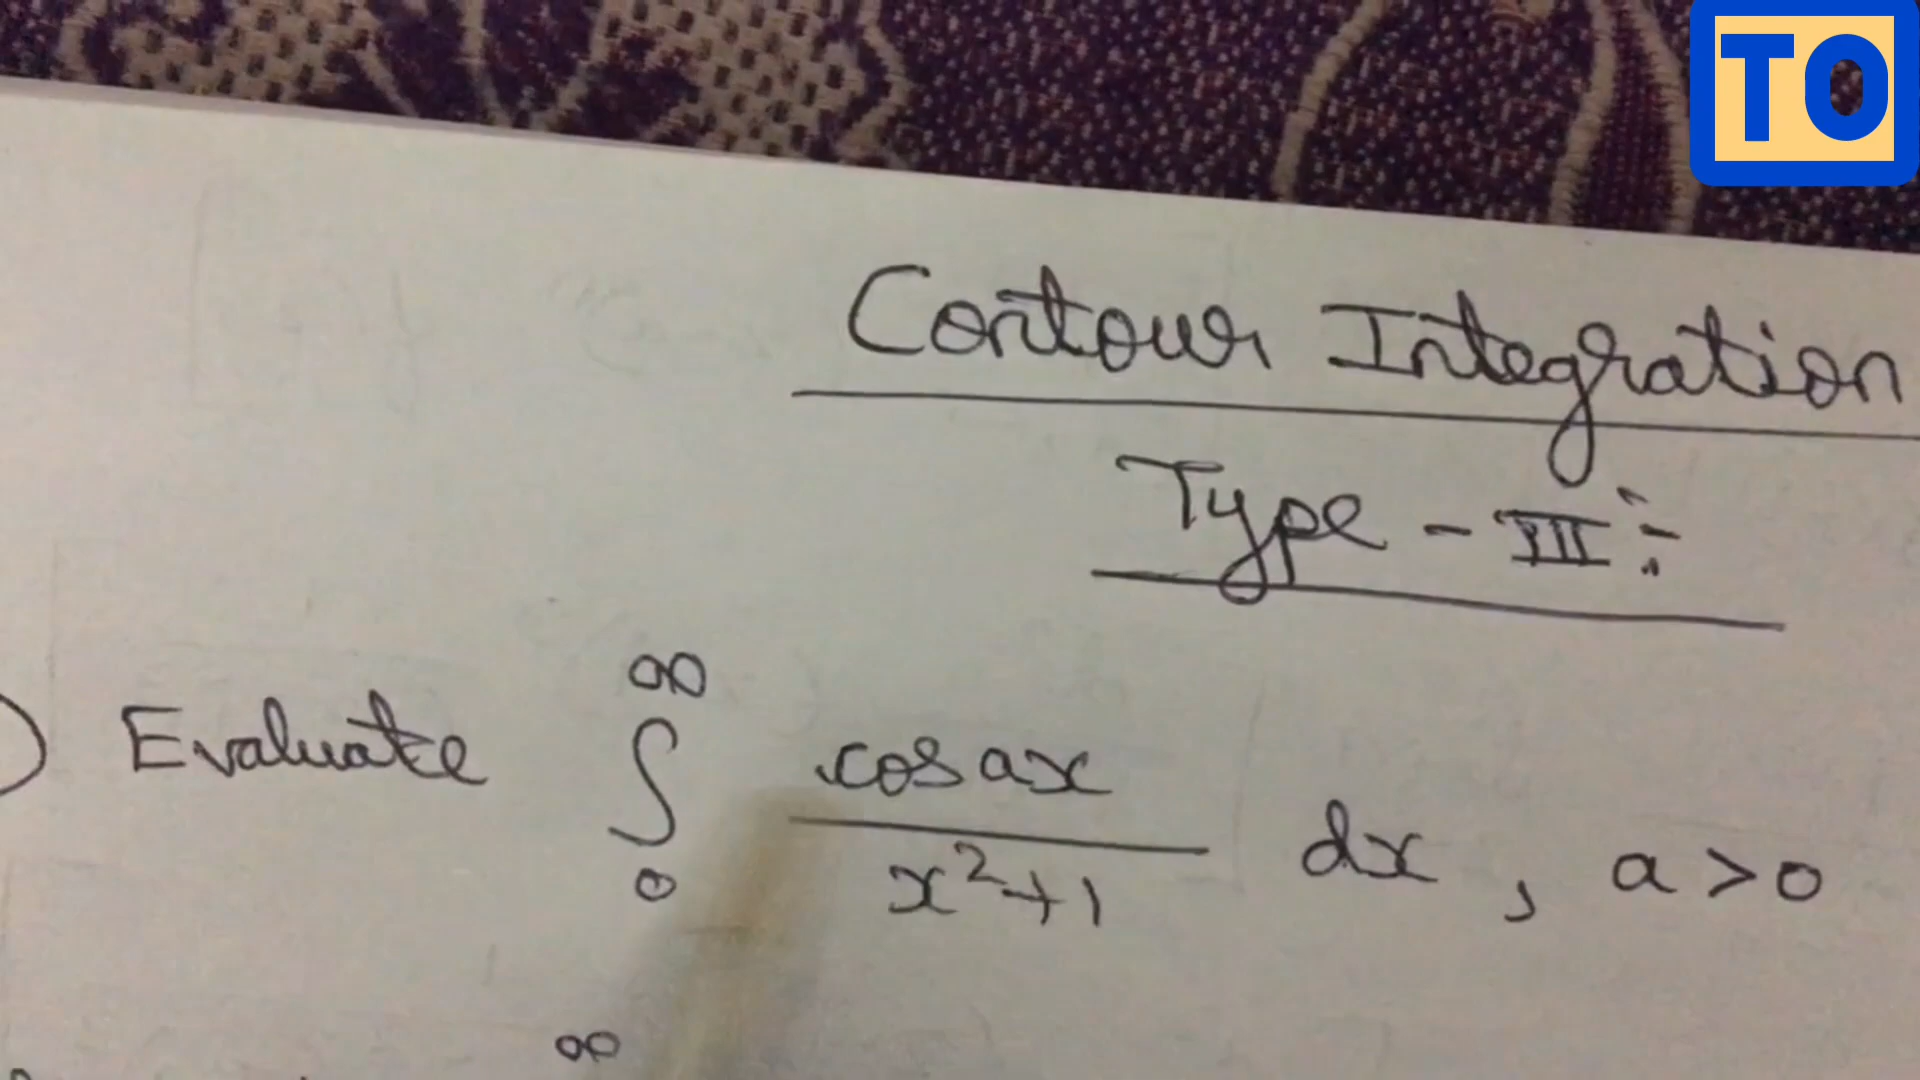 TO
Contour Integration
Type - III :-
) Evaluate ∫₀^∞ cos ax / x²+1 dx , a > 0
∞